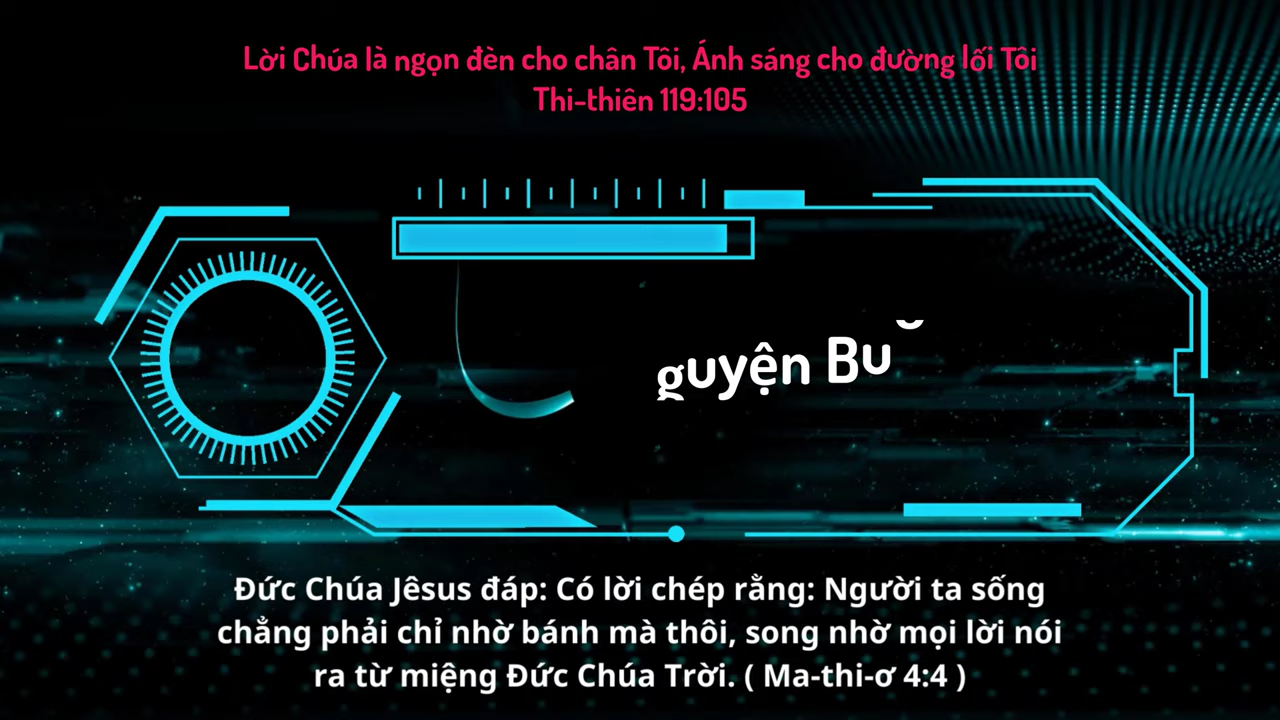 Lời Chúa là ngọn đèn cho chân Tôi, Ánh sáng cho đường lối Tôi
Thi-thiên 119:105
guyện Bu
Đức Chúa Jêsus đáp: Có lời chép rằng: Người ta sống
chẳng phải chỉ nhờ bánh mà thôi, song nhờ mọi lời nói
ra từ miệng Đức Chúa Trời. ( Ma-thi-ơ 4:4 )